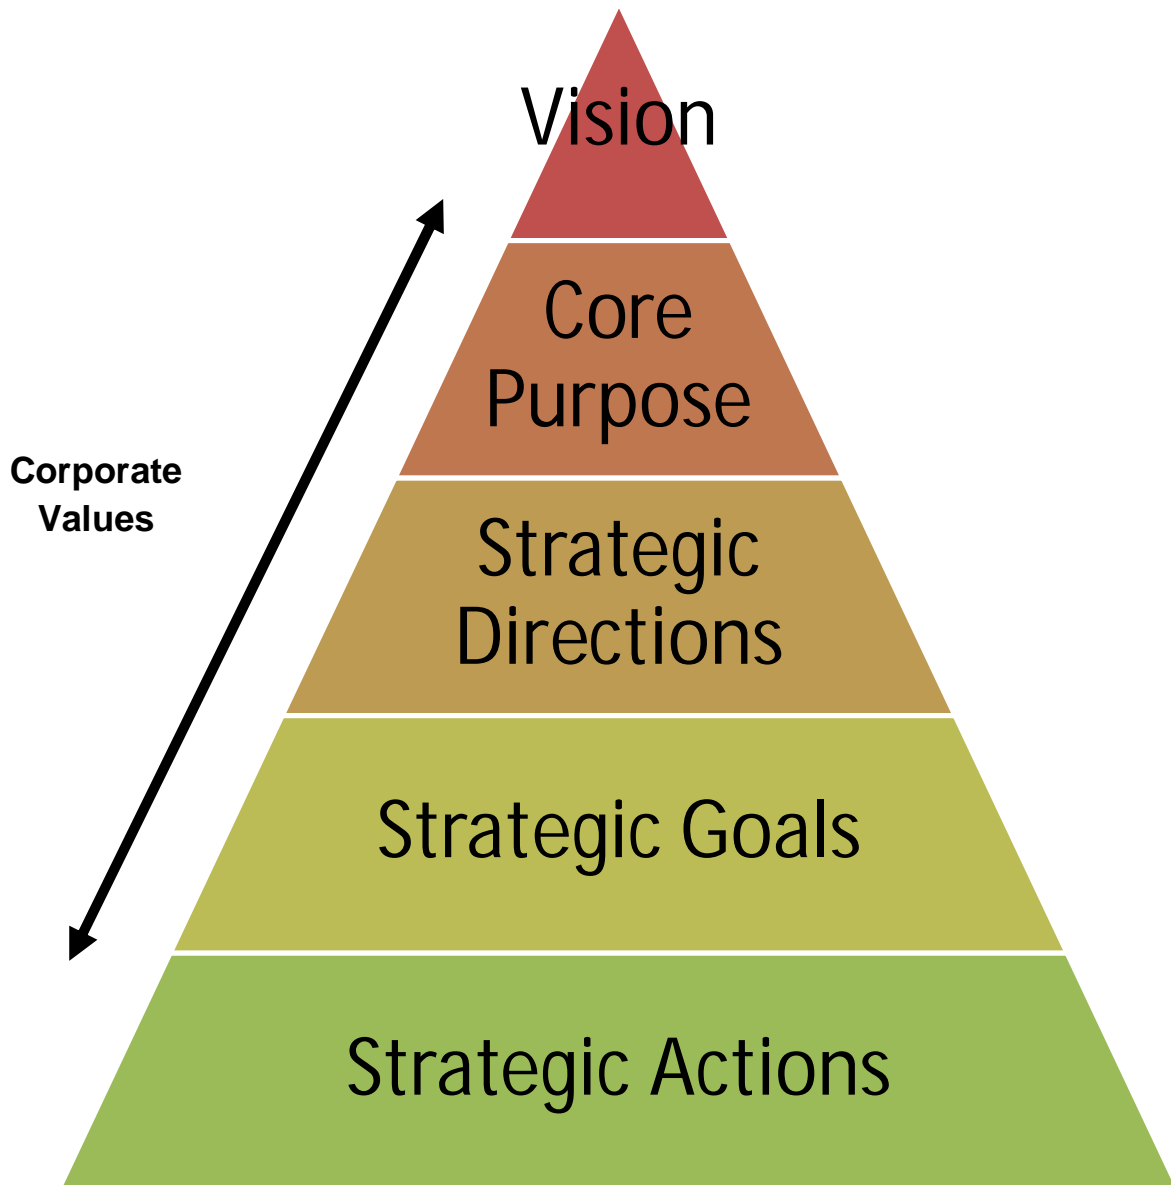 Vision
Core
Purpose
Corporate
Values
Strategic
Directions
Strategic Goals
Strategic Actions